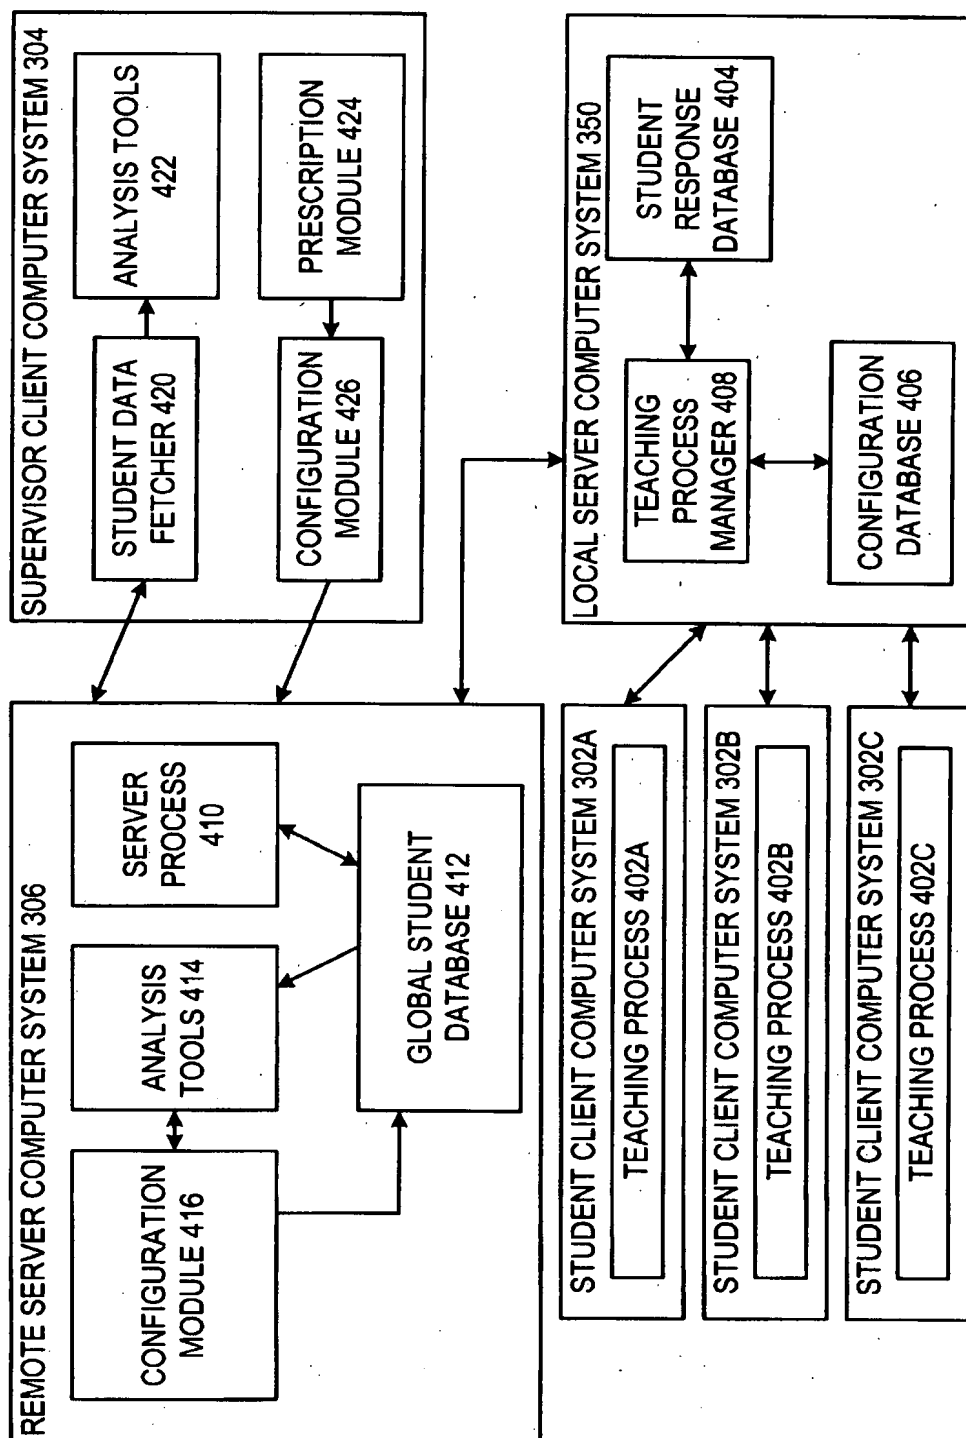 REMOTE SERVER COMPUTER SYSTEM 306
CONFIGURATION
MODULE 416
ANALYSIS
TOOLS 414
SERVER
PROCESS
410
GLOBAL STUDENT
DATABASE 412
SUPERVISOR CLIENT COMPUTER SYSTEM 304
STUDENT DATA
FETCHER 420
ANALYSIS TOOLS
422
CONFIGURATION
MODULE 426
PRESCRIPTION
MODULE 424
STUDENT CLIENT COMPUTER SYSTEM 302A
TEACHING PROCESS 402A
STUDENT CLIENT COMPUTER SYSTEM 302B
TEACHING PROCESS 402B
STUDENT CLIENT COMPUTER SYSTEM 302C
TEACHING PROCESS 402C
LOCAL SERVER COMPUTER SYSTEM 350
TEACHING
PROCESS
MANAGER 408
STUDENT
RESPONSE
DATABASE 404
CONFIGURATION
DATABASE 406